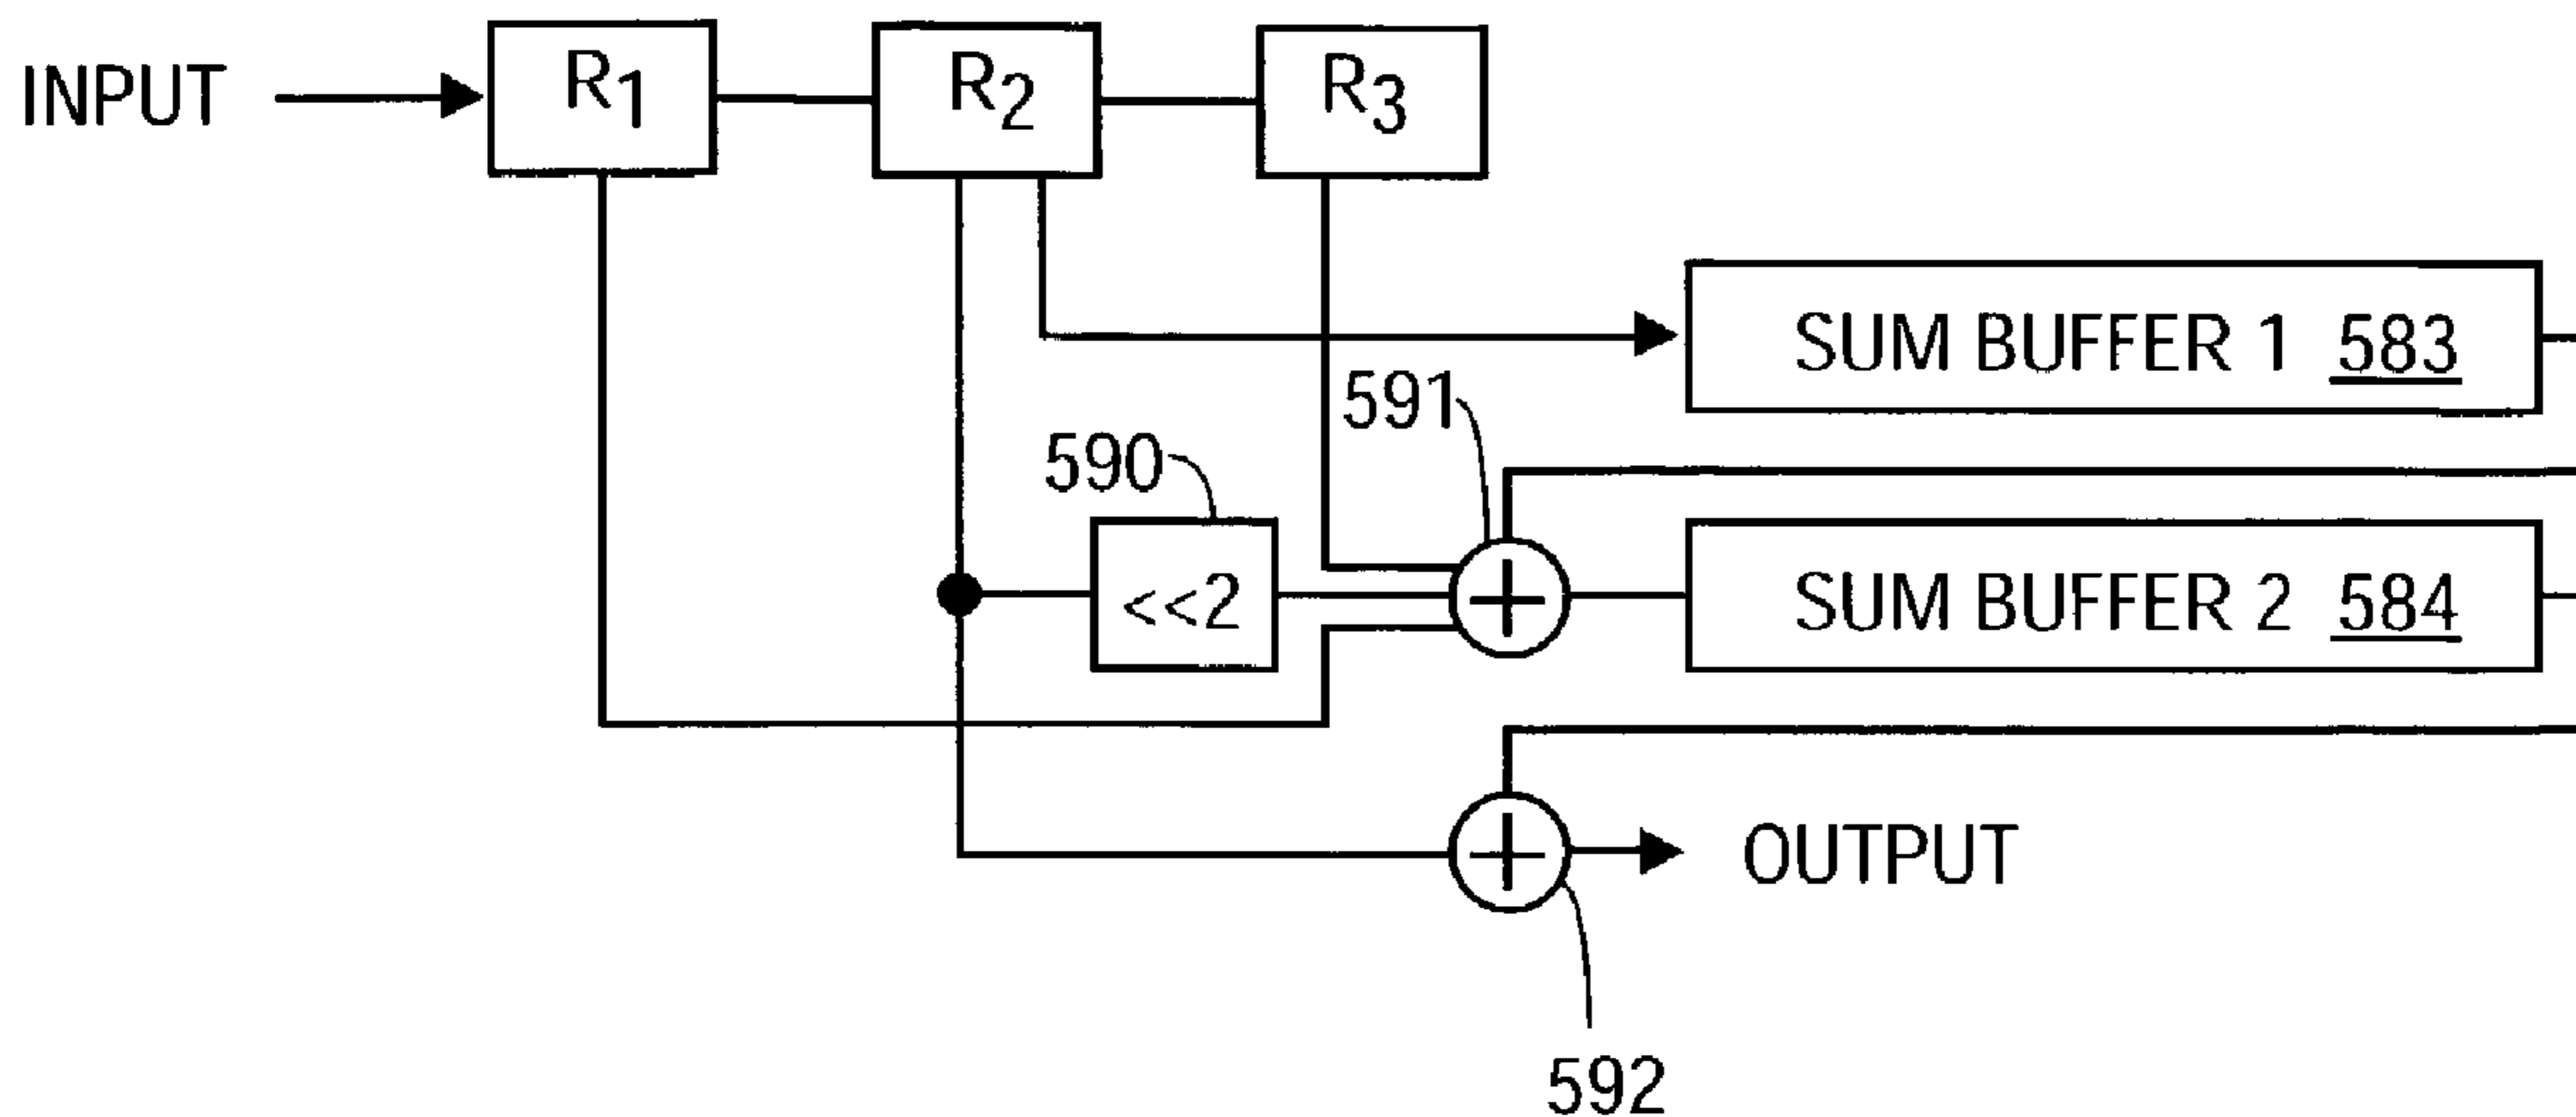 INPUT
R1
R2
R3
SUM BUFFER 1 583
591
590
<<2
SUM BUFFER 2 584
OUTPUT
592